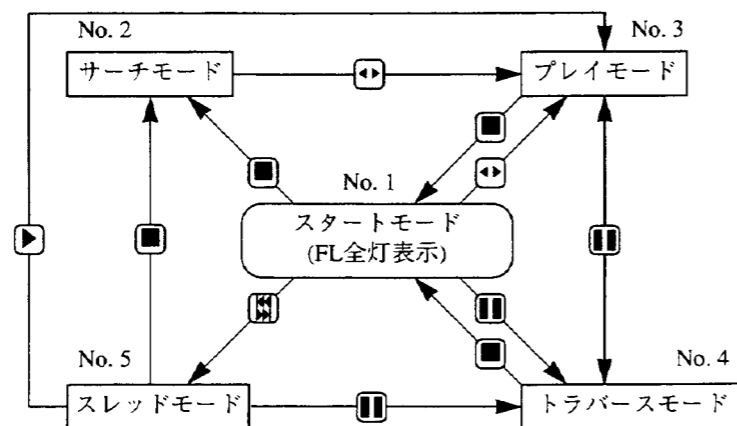 No. 2
No. 3
サーチモード
プレイモード
No. 1
スタートモード
(FL全灯表示)
No. 5
No. 4
スレッドモード
トラバースモード